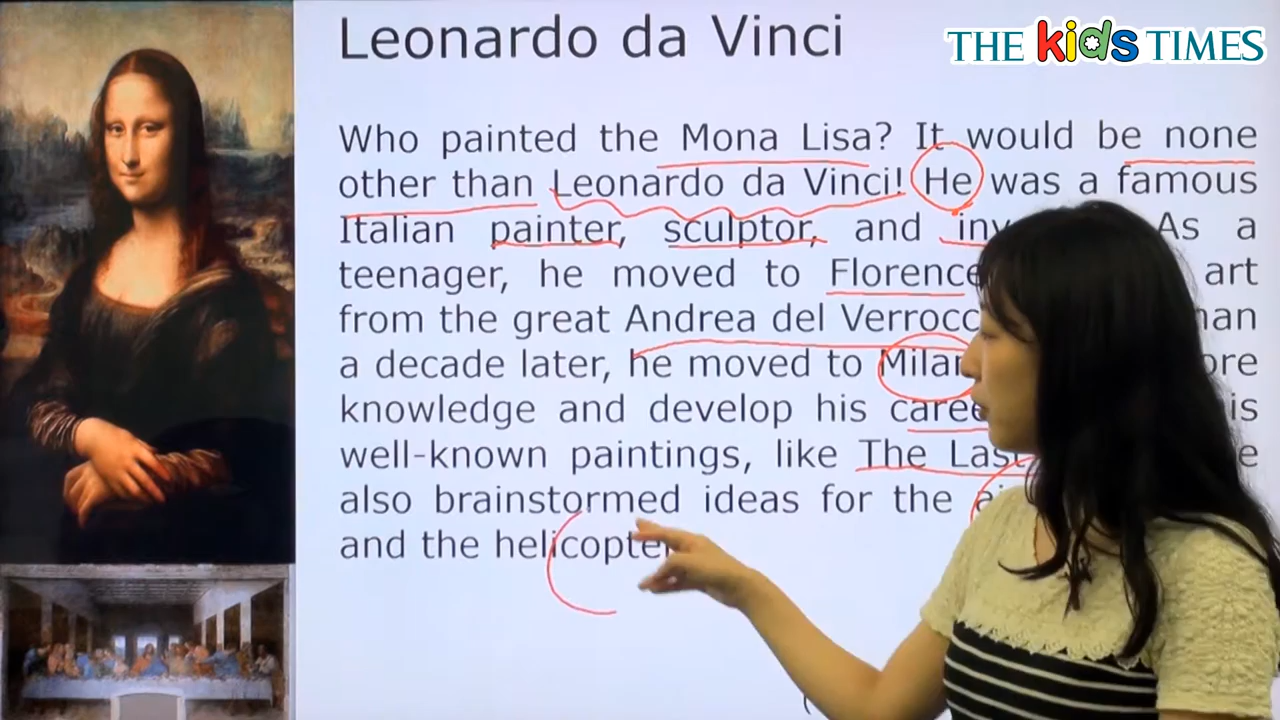 Leonardo da Vinci
THE kids TIMES
Who painted the Mona Lisa? It would be none
other than Leonardo da Vinci! He was a famous
Italian painter, sculptor, and As a
teenager, he moved to Florence art
from the great Andrea del
a decade later, he moved to Milan
knowledge and develop his
well-known paintings, like The Last
also brainstormed ideas for the
and the helicopter